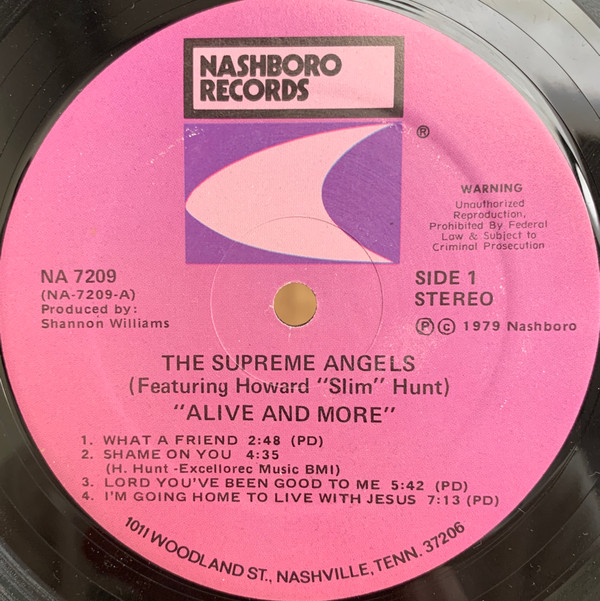 NASHBORO
RECORDS
®
WARNING
Unauthorized
Reproduction,
Prohibited By Federal
Law & Subject to
Criminal Prosecution
NA 7209
(NA-7209-A)
Produced by:
Shannon Williams
SIDE 1
STEREO
℗ © 1979 Nashboro
THE SUPREME ANGELS
(Featuring Howard "Slim" Hunt)
"ALIVE AND MORE"
1. WHAT A FRIEND 2:48 (PD)
2. SHAME ON YOU 4:35
(H. Hunt -Excellorec Music BMI)
3. LORD YOU'VE BEEN GOOD TO ME 5:42 (PD)
4. I'M GOING HOME TO LIVE WITH JESUS 7:13 (PD)
1011 WOODLAND ST., NASHVILLE, TENN. 37206